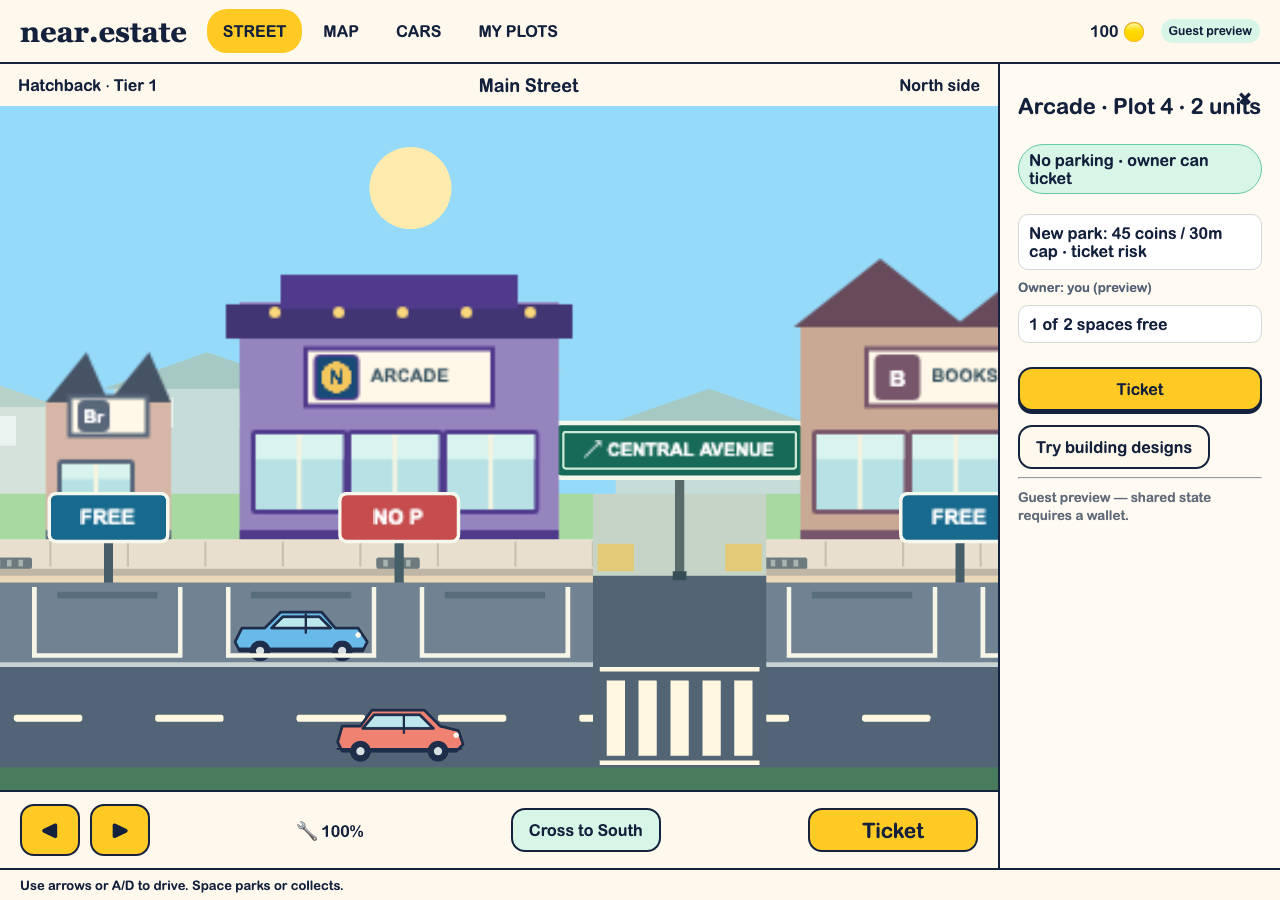 near.estate
STREET
MAP
CARS
MY PLOTS
100
Guest preview
Hatchback · Tier 1
Main Street
North side
N ARCADE
B BOOKS
Br
CENTRAL AVENUE
FREE
NO P
FREE
100%
Cross to South
Ticket
Use arrows or A/D to drive. Space parks or collects.
Arcade · Plot 4 · 2 units
No parking · owner can
ticket
New park: 45 coins / 30m
cap · ticket risk
Owner: you (preview)
1 of 2 spaces free
Ticket
Try building designs
Guest preview — shared state
requires a wallet.